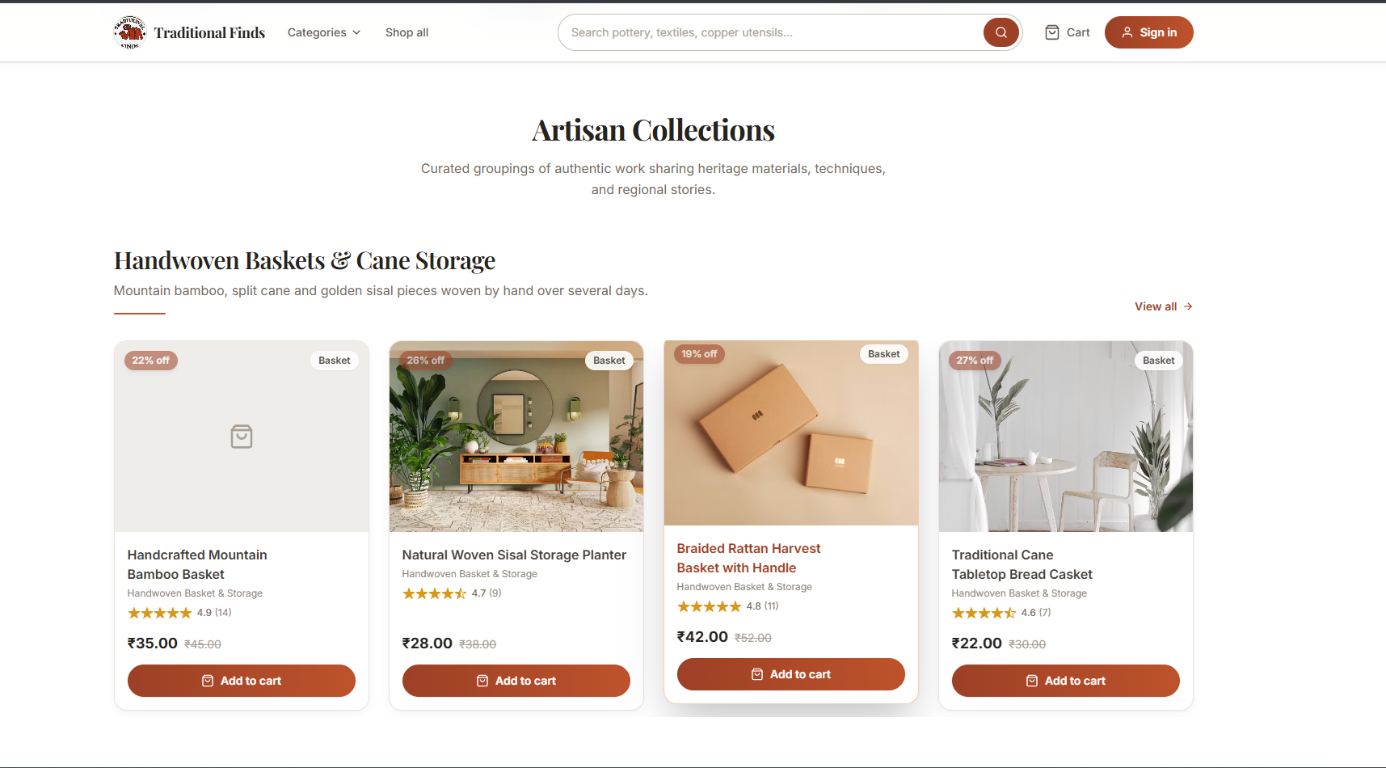 TRADITIONAL
FINDS
Traditional Finds
Categories
Shop all
Search pottery, textiles, copper utensils...
Cart
Sign in
Artisan Collections
Curated groupings of authentic work sharing heritage materials, techniques,
and regional stories.
Handwoven Baskets & Cane Storage
Mountain bamboo, split cane and golden sisal pieces woven by hand over several days.
View all →
22% off
Basket
Handcrafted Mountain
Bamboo Basket
Handwoven Basket & Storage
★★★★★ 4.9 (14)
₹35.00 ₹45.00
Add to cart
26% off
Basket
Natural Woven Sisal Storage Planter
Handwoven Basket & Storage
4.7 (9)
₹28.00 ₹38.00
Add to cart
19% off
Basket
Braided Rattan Harvest
Basket with Handle
Handwoven Basket & Storage
★★★★★ 4.8 (11)
₹42.00 ₹52.00
Add to cart
27% off
Basket
Traditional Cane
Tabletop Bread Casket
Handwoven Basket & Storage
4.6 (7)
₹22.00 ₹30.00
Add to cart